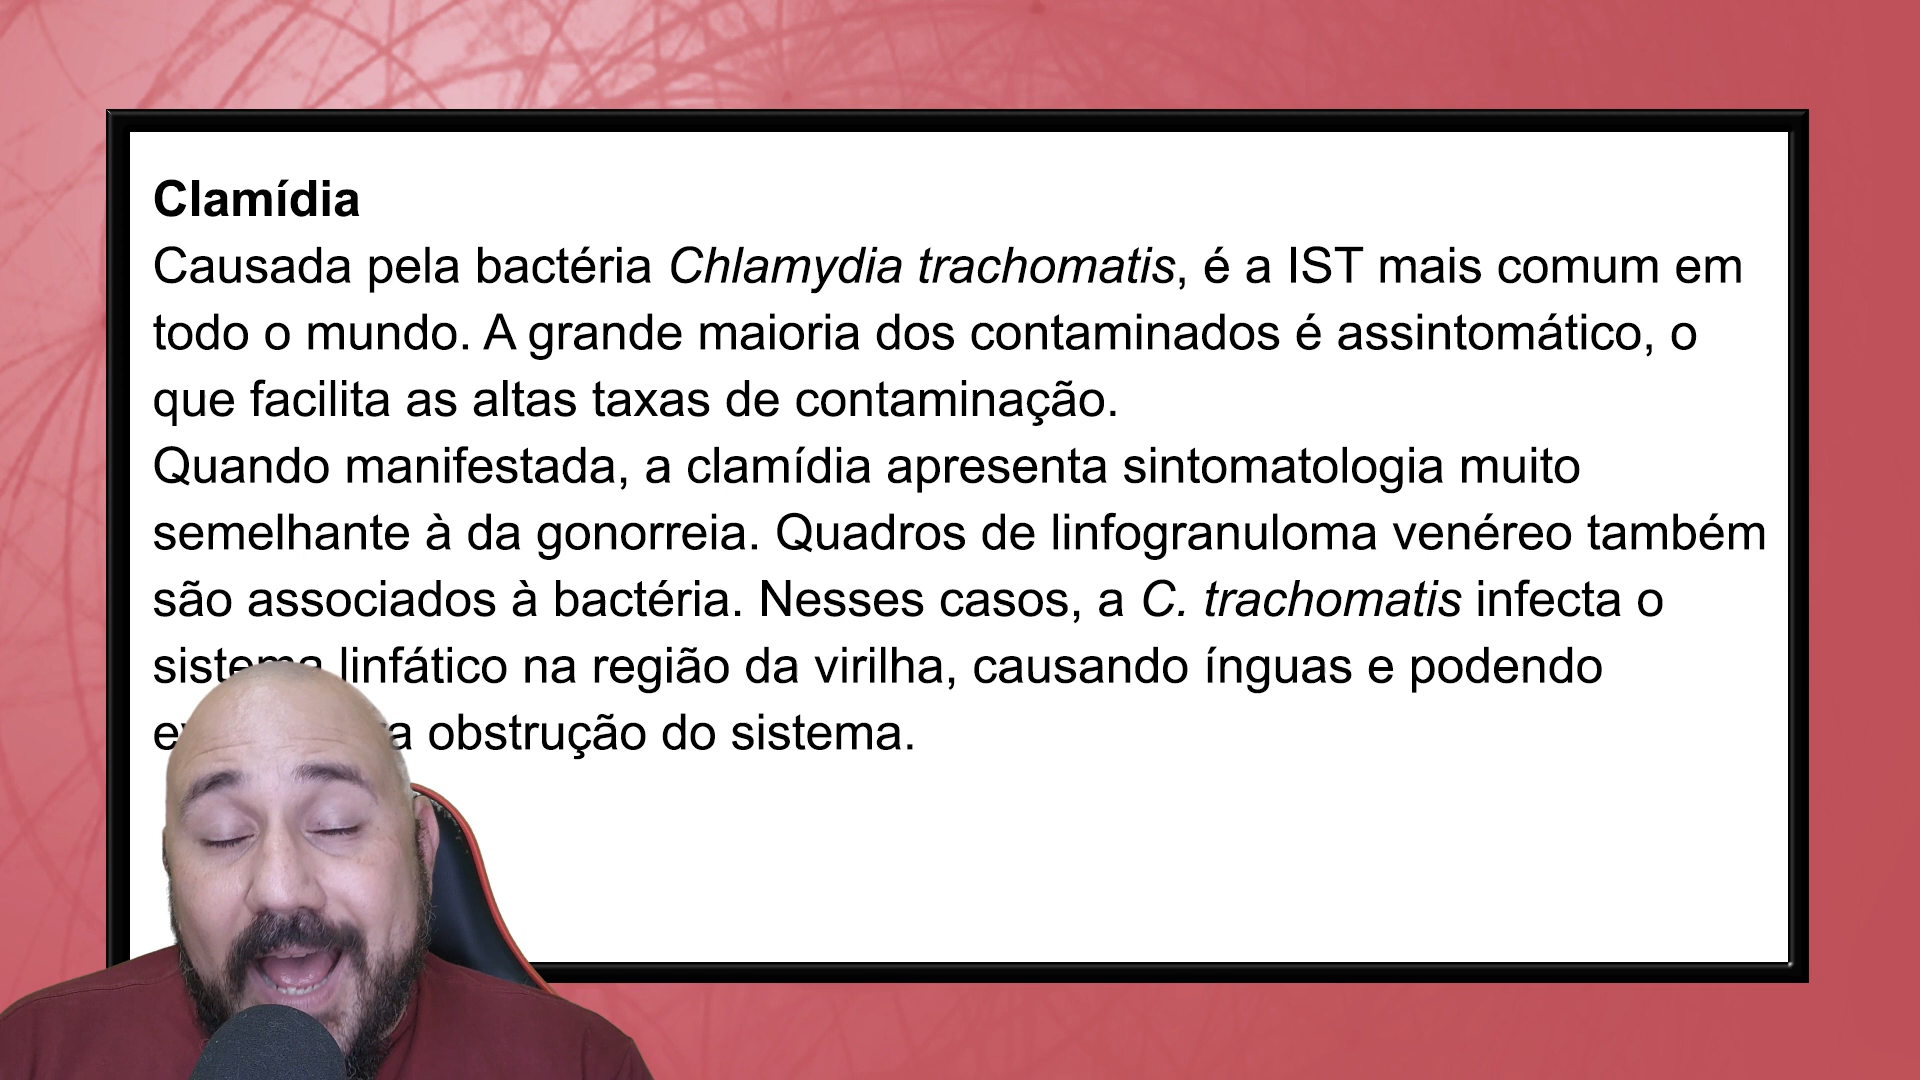 Clamídia
Causada pela bactéria Chlamydia trachomatis, é a IST mais comum em
todo o mundo. A grande maioria dos contaminados é assintomático, o
que facilita as altas taxas de contaminação.
Quando manifestada, a clamídia apresenta sintomatologia muito
semelhante à da gonorreia. Quadros de linfogranuloma venéreo também
são associados à bactéria. Nesses casos, a C. trachomatis infecta o
sistema linfático na região da virilha, causando ínguas e podendo
obstrução do sistema.